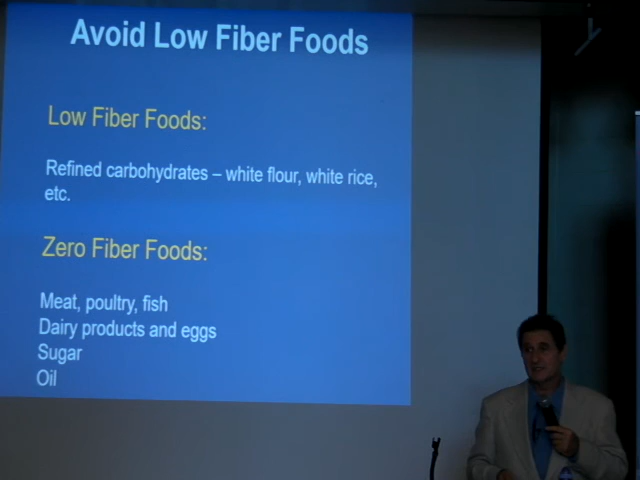 Avoid Low Fiber Foods
Low Fiber Foods:
Refined carbohydrates – white flour, white rice,
etc.
Zero Fiber Foods:
Meat, poultry, fish
Dairy products and eggs
Sugar
Oil